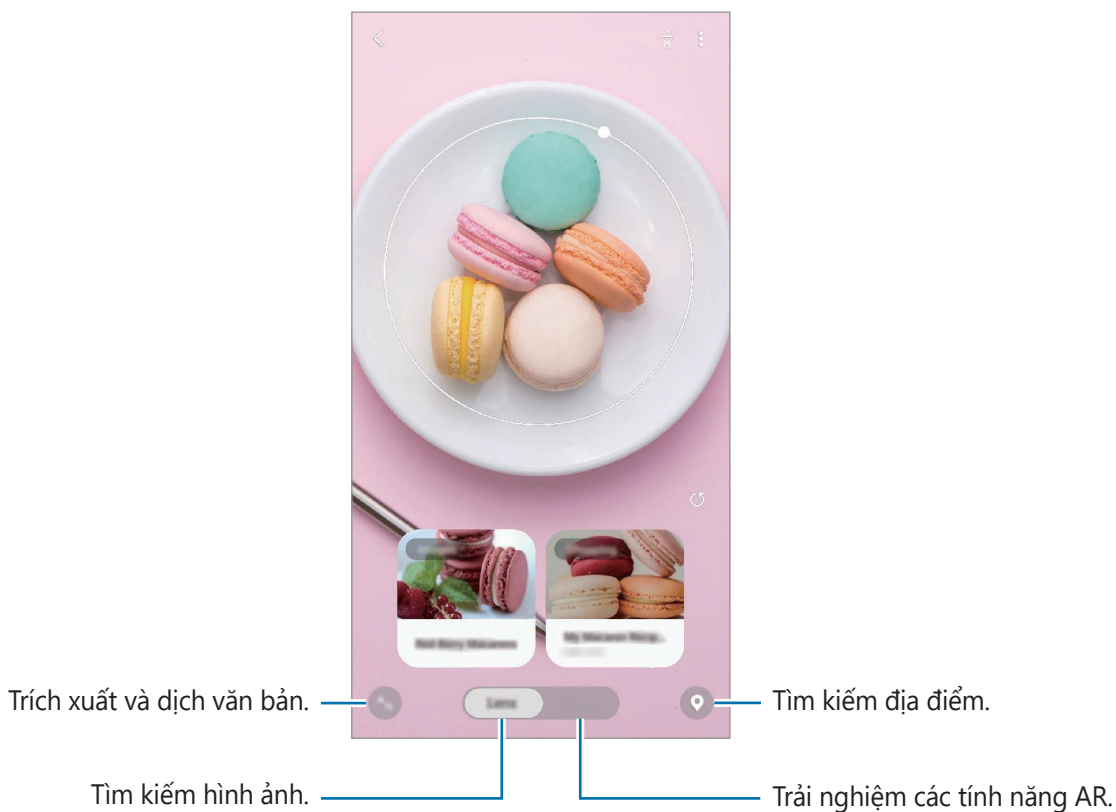 Trích xuất và dịch văn bản.
Lens
Tìm kiếm địa điểm.
Tìm kiếm hình ảnh.
Trải nghiệm các tính năng AR.